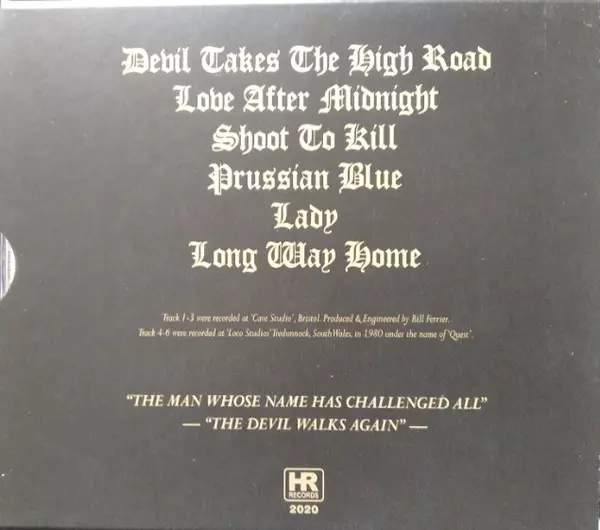 Devil Takes The High Road
Love After Midnight
Shoot To Kill
Prussian Blue
Lady
Long Way Home
Track 1-3 were recorded at 'Cave Studio', Bristol. Produced & Engineered by Bill Ferrier.
Track 4-6 were recorded at 'Loco Studios' Tredunnock, South Wales, in 1980 under the name of 'Quest'.
"THE MAN WHOSE NAME HAS CHALLENGED ALL"
— "THE DEVIL WALKS AGAIN" —
HR
RECORDS
2020